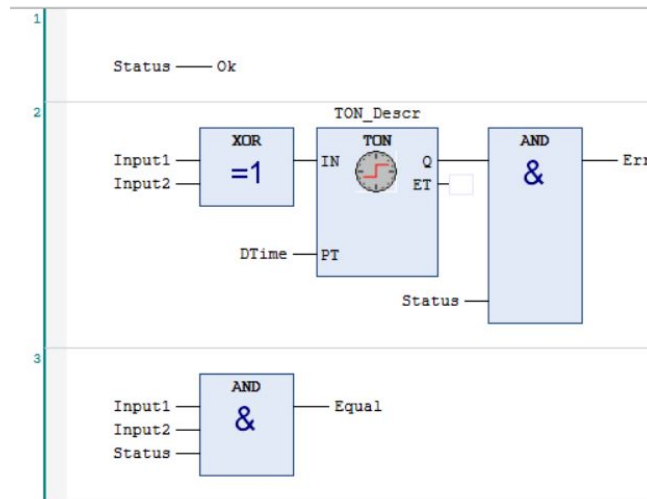 1
Status Ok
2
TON_Descr
XOR TON AND
Input1 =1 IN Q & Err
Input2 ET
DTime PT
Status
3
AND
Input1 & Equal
Input2
Status